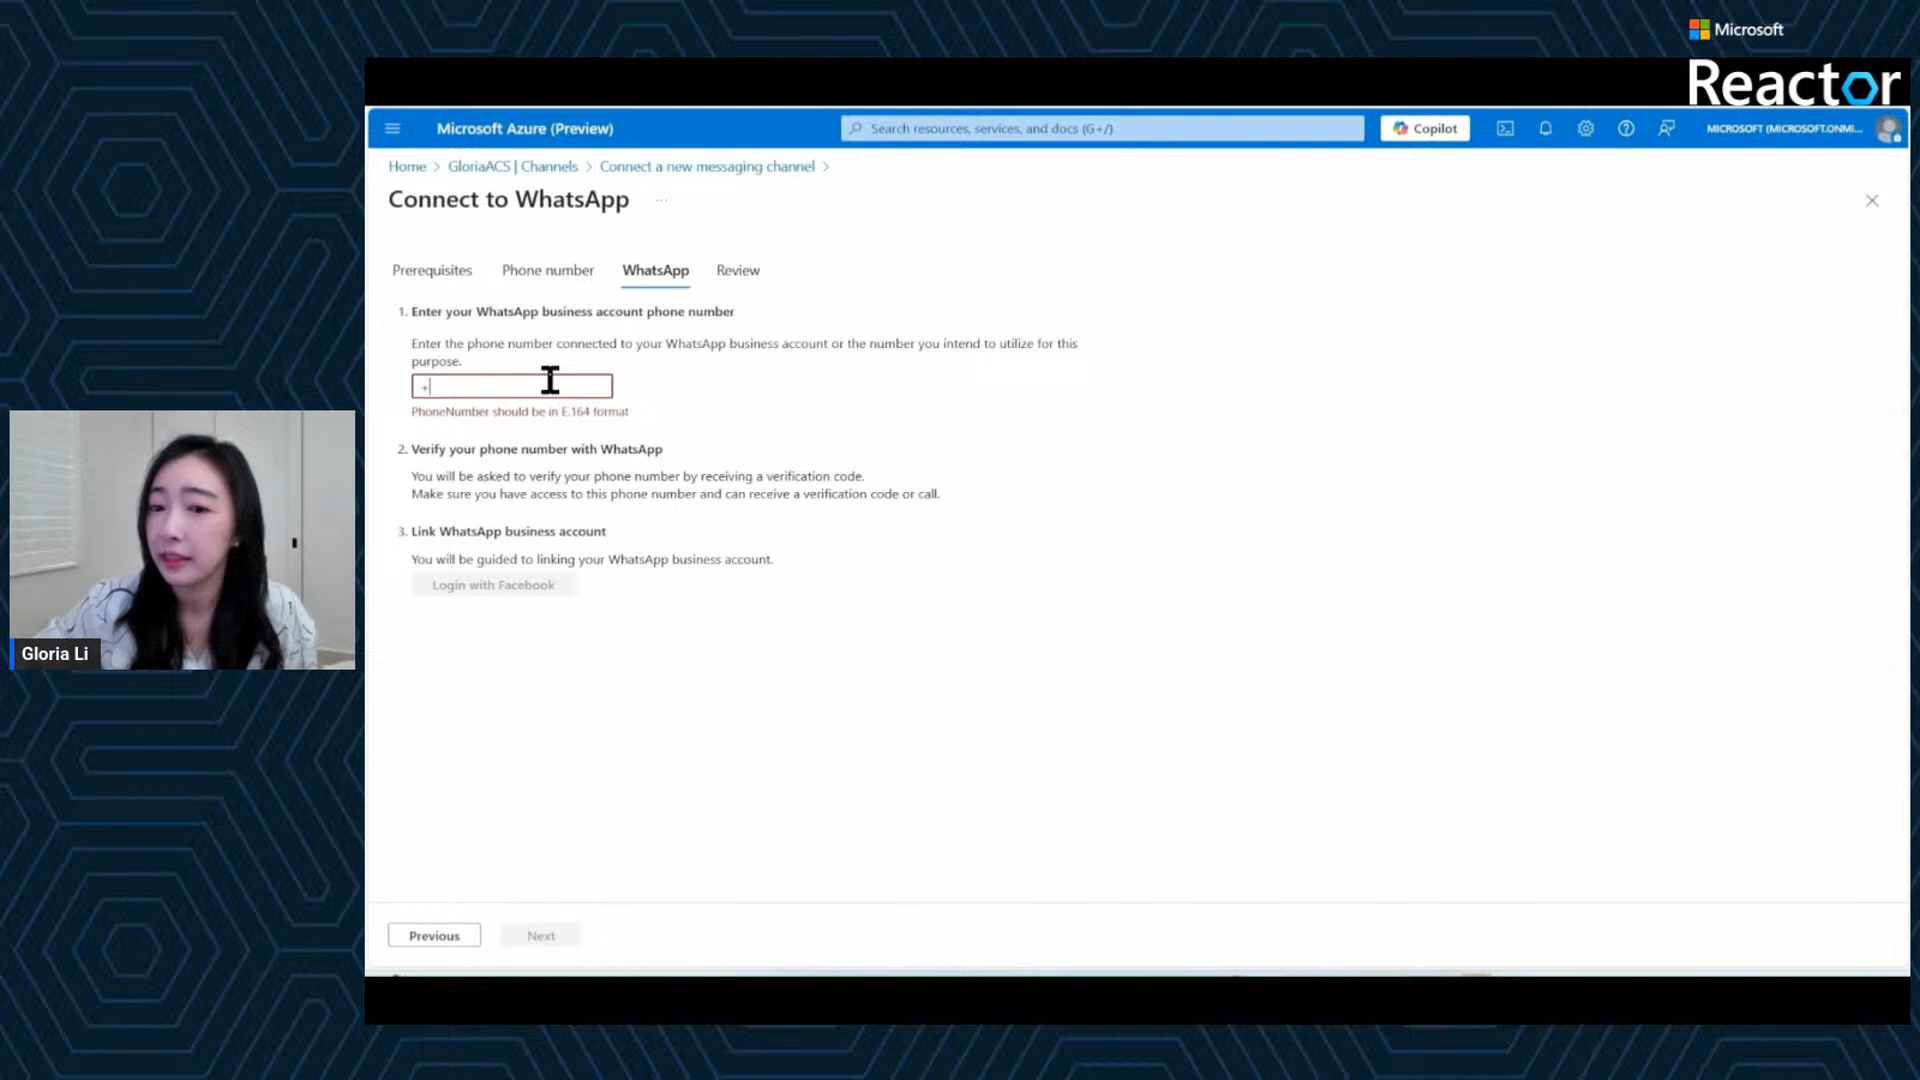 Microsoft
Reactor
Microsoft Azure (Preview)
Search resources, services, and docs (G+/)
Copilot
MICROSOFT (MICROSOFT.ONMI...
Home > GloriaACS | Channels > Connect a new messaging channel >
Connect to WhatsApp ...
Prerequisites Phone number WhatsApp Review
1. Enter your WhatsApp business account phone number
Enter the phone number connected to your WhatsApp business account or the number you intend to utilize for this
purpose.
+
PhoneNumber should be in E.164 format
2. Verify your phone number with WhatsApp
You will be asked to verify your phone number by receiving a verification code.
Make sure you have access to this phone number and can receive a verification code or call.
3. Link WhatsApp business account
You will be guided to linking your WhatsApp business account.
Login with Facebook
Gloria Li
Previous Next